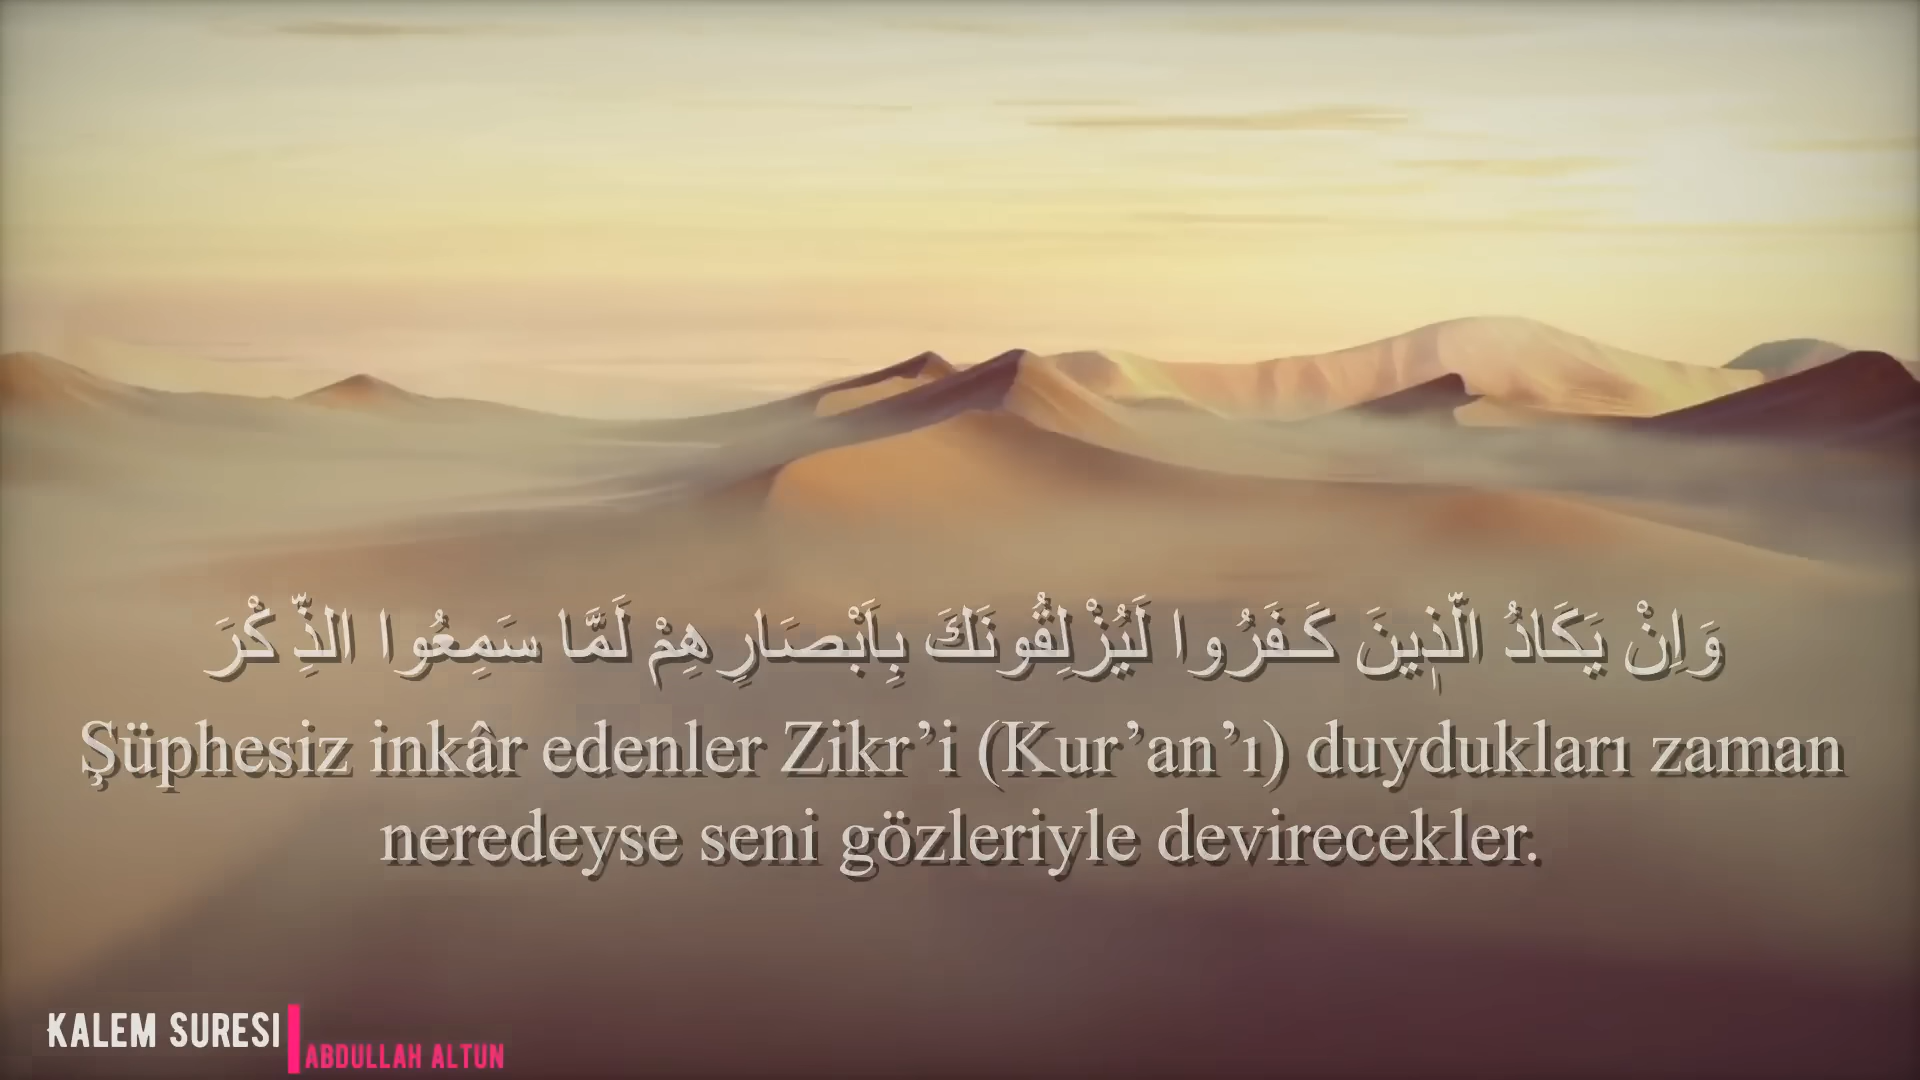 وَاِنْ يَكَادُ الَّذ۪ينَ كَفَرُوا لَيُزْلِقُونَكَ بِاَبْصَارِهِمْ لَمَّا سَمِعُوا الذِّكْرَ
Şüphesiz inkâr edenler Zikr’i (Kur’an’ı) duydukları zaman
neredeyse seni gözleriyle devirecekler.
KALEM SURESI
ABDULLAH ALTUN